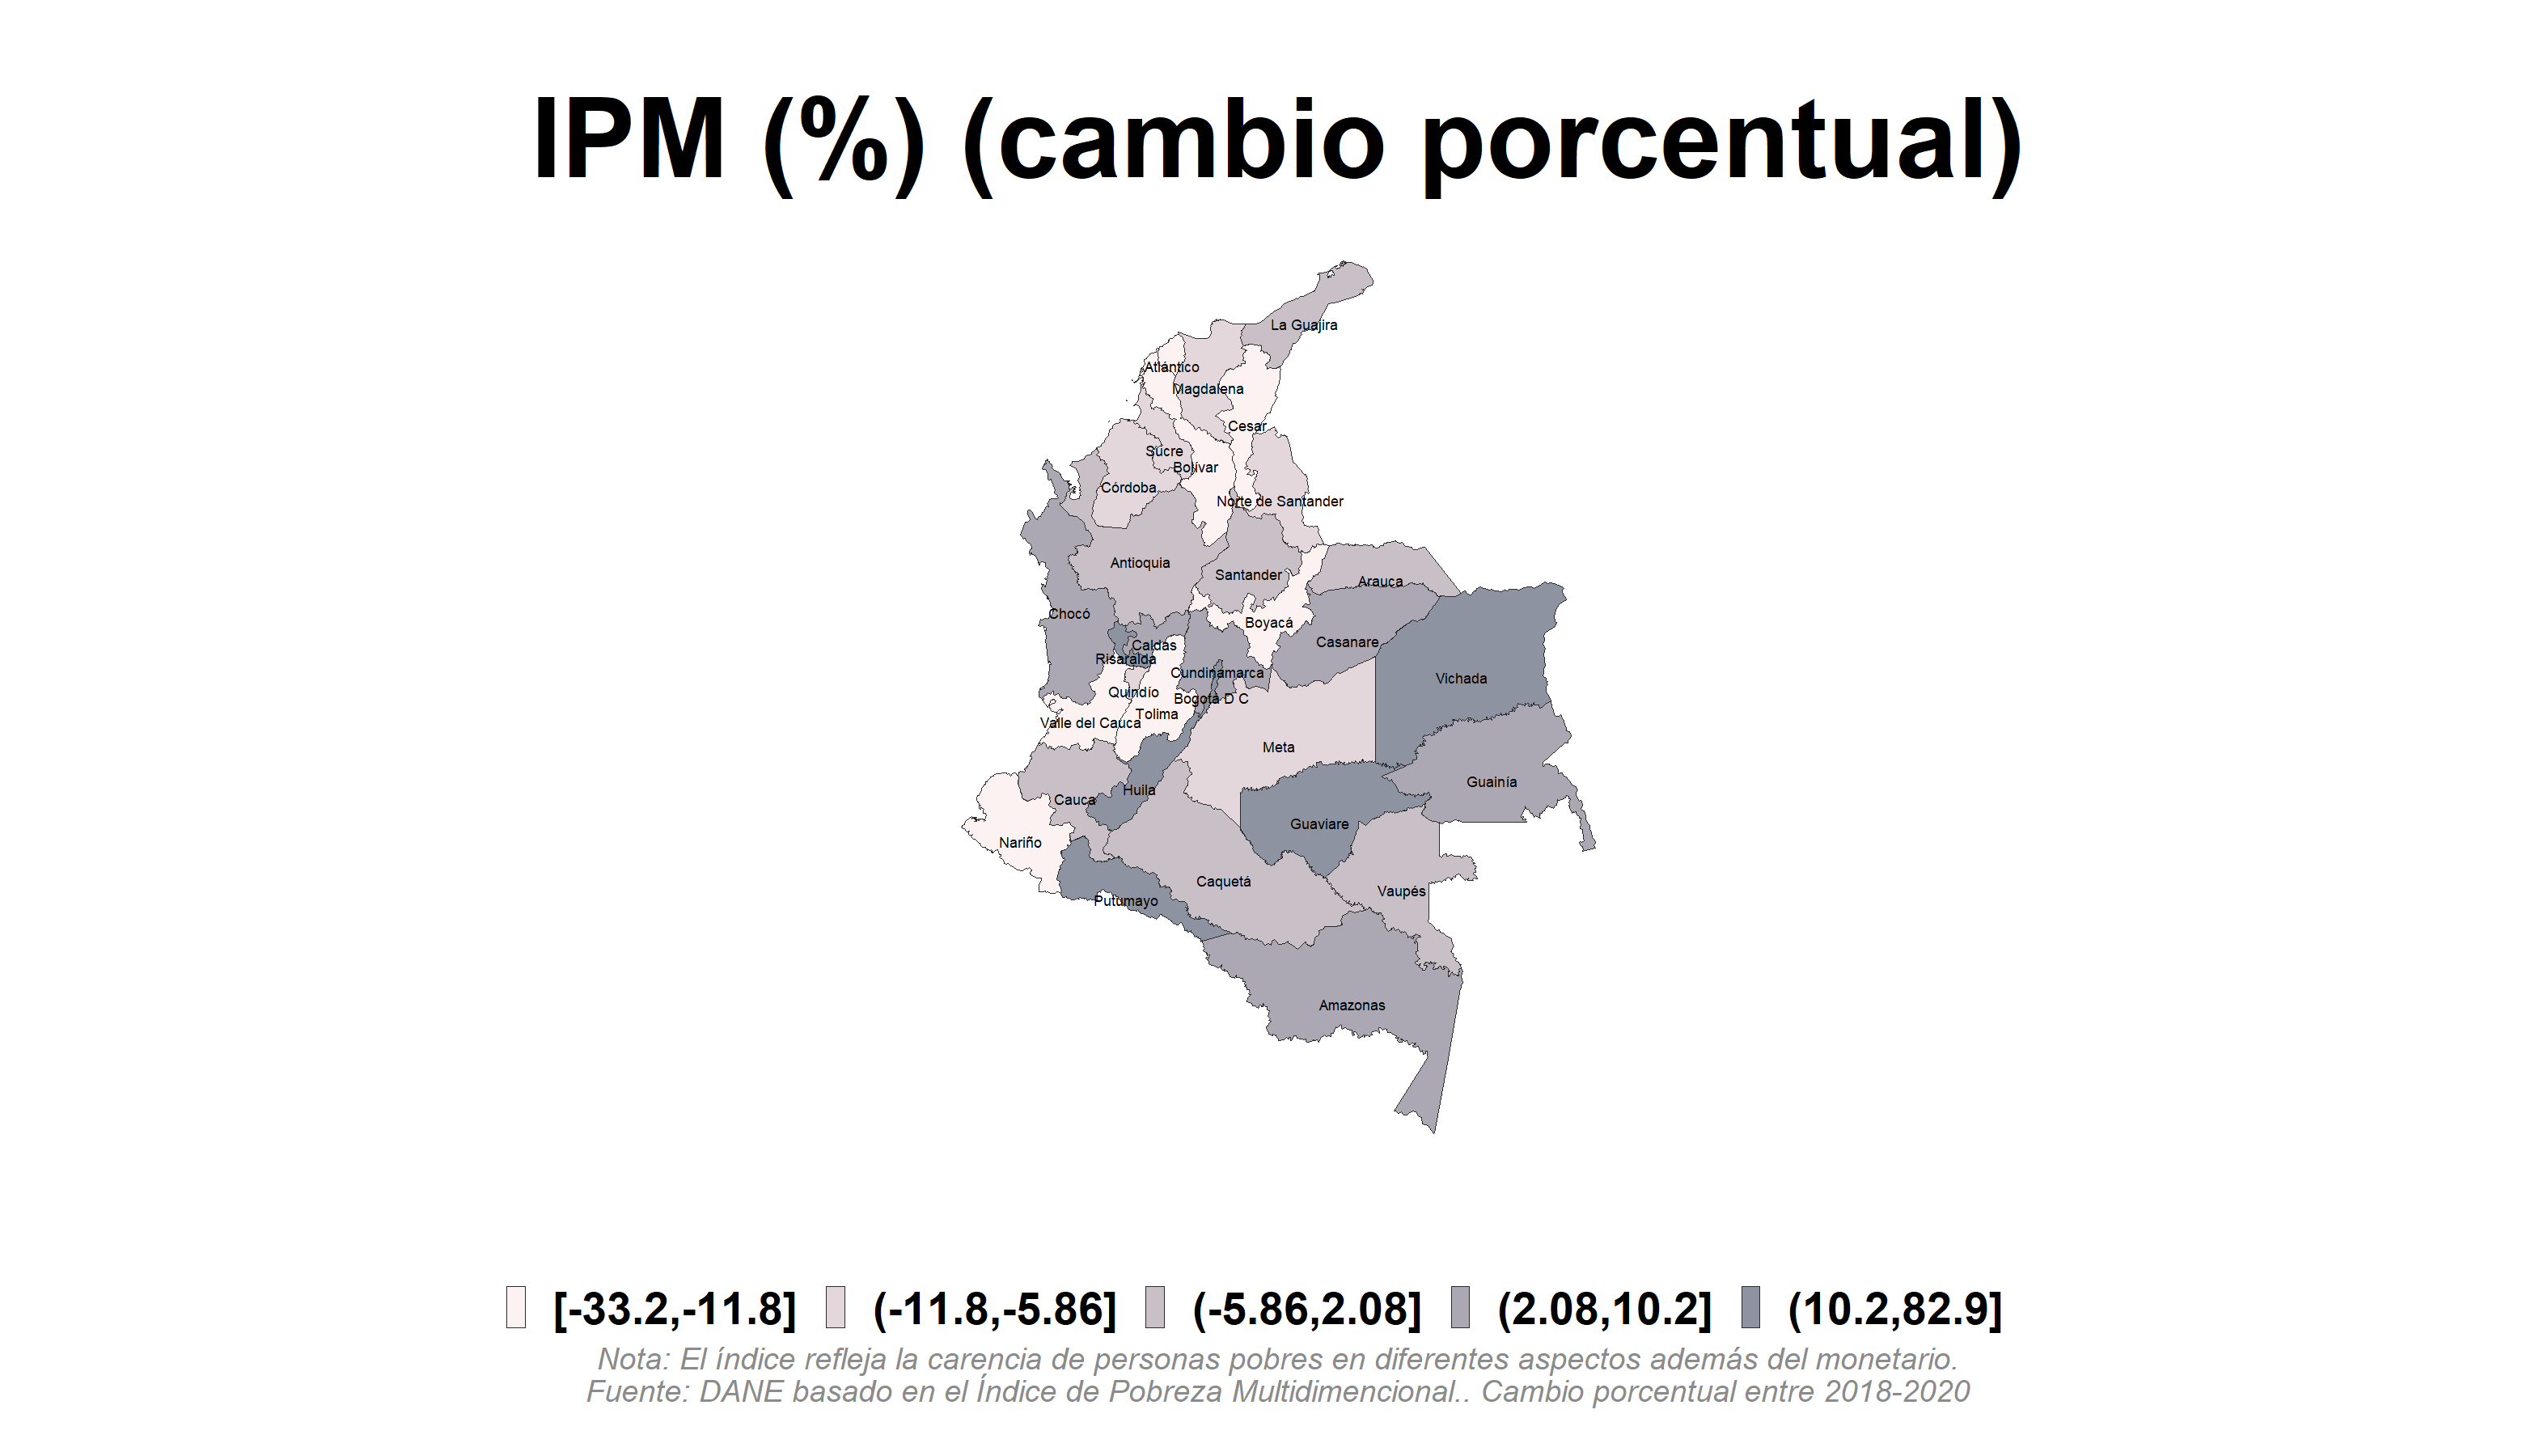 IPM (%) (cambio porcentual)
La Guajira
Atlántico
Magdalena
Cesar
Sucre
Bolívar
Córdoba
Norte de Santander
Antioquia
Santander
Arauca
Chocó
Boyacá
Casanare
Caldas
Risaralda
Cundinamarca
Vichada
Quindío
Bogotá D C
Tolima
Valle del Cauca
Meta
Guainía
Huila
Cauca
Guaviare
Nariño
Caquetá
Vaupés
Putumayo
Amazonas
[-33.2,-11.8] (-11.8,-5.86] (-5.86,2.08] (2.08,10.2] (10.2,82.9]
Nota: El índice refleja la carencia de personas pobres en diferentes aspectos además del monetario.
Fuente: DANE basado en el Índice de Pobreza Multidimencional.. Cambio porcentual entre 2018-2020